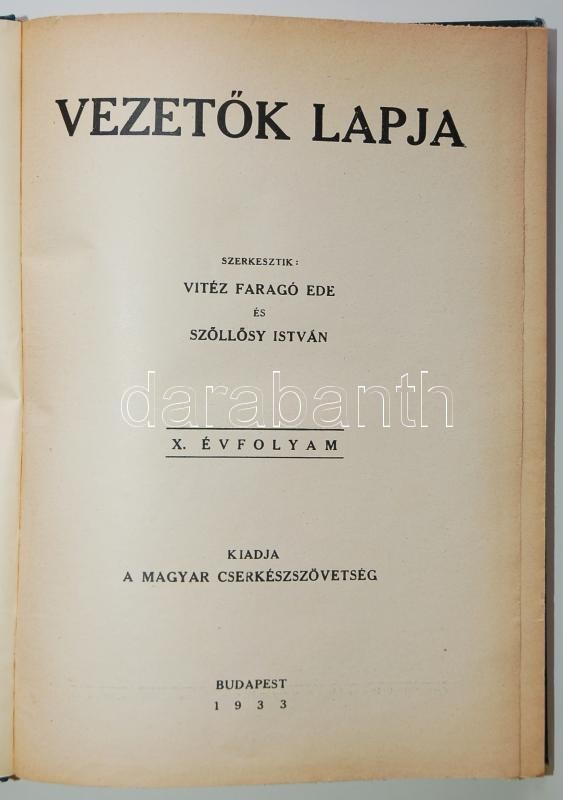 VEZETŐK LAPJA
SZERKESZTIK:
VITÉZ FARAGÓ EDE
ÉS
SZŐLLŐSY ISTVÁN
darabanth
X. ÉVFOLYAM
KIADJA
A MAGYAR CSERKÉSZSZÖVETSÉG
BUDAPEST
1933